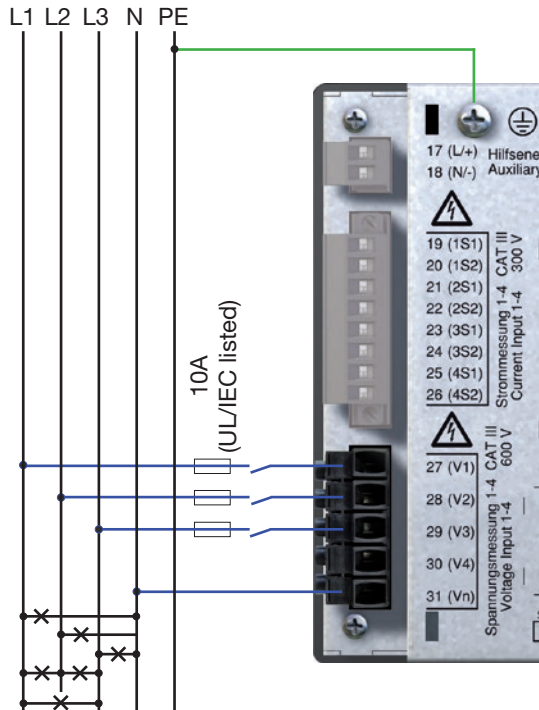 L1 L2 L3 N PE
17 (L/+) Hilfsene
18 (N/-) Auxiliary
19 (1S1)
20 (1S2)
21 (2S1)
22 (2S2)
23 (3S1)
24 (3S2)
25 (4S1)
26 (4S2)
Strommessung 1-4 CAT III
Current Input 1-4 300 V
10A
(UL/IEC listed)
27 (V1)
28 (V2)
29 (V3)
30 (V4)
31 (Vn)
Spannungsmessung 1-4 CAT III
Voltage Input 1-4 600 V